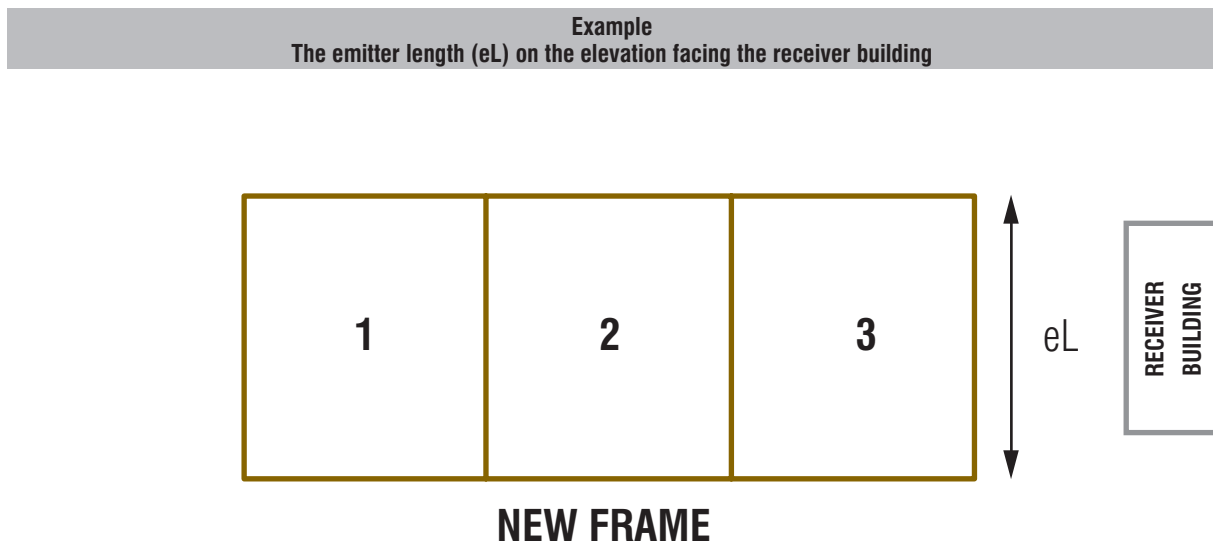 Example
The emitter length (eL) on the elevation facing the receiver building
1
2
3
eL
RECEIVER
BUILDING
NEW FRAME